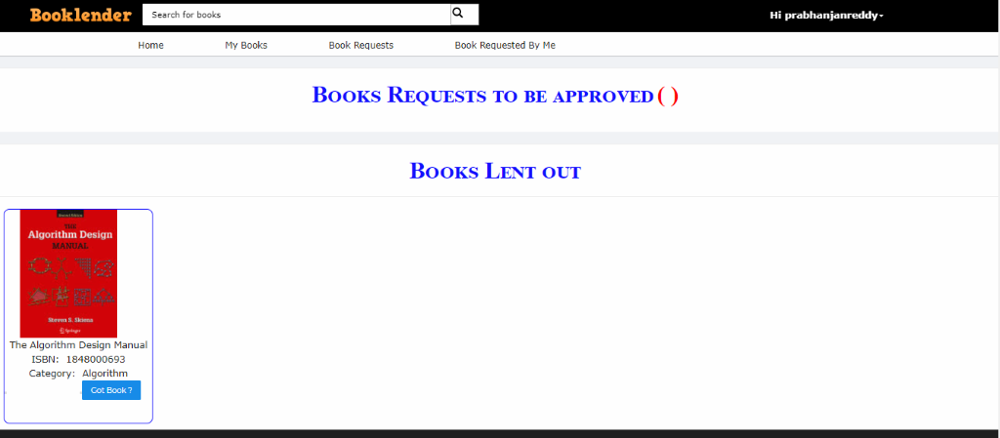 Booklender
Search for books
Hi prabhanjanreddy
Home My Books Book Requests Book Requested By Me
Books Requests to be approved ( )
Books Lent out
Second Edition
THE
Algorithm Design
MANUAL
Steven S. Skiena
Springer
The Algorithm Design Manual
ISBN: 1848000693
Category: Algorithm
Got Book ?